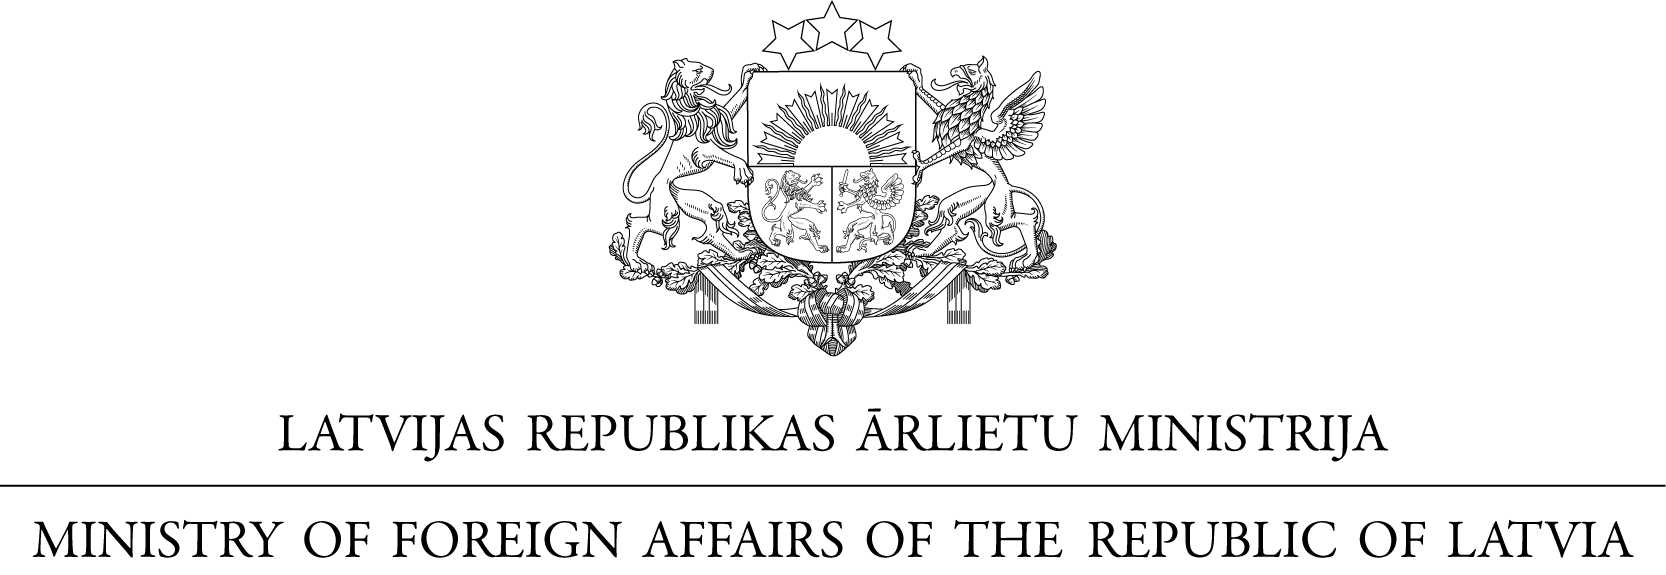 LATVIJAS REPUBLIKAS ĀRLIETU MINISTRIJA
MINISTRY OF FOREIGN AFFAIRS OF THE REPUBLIC OF LATVIA